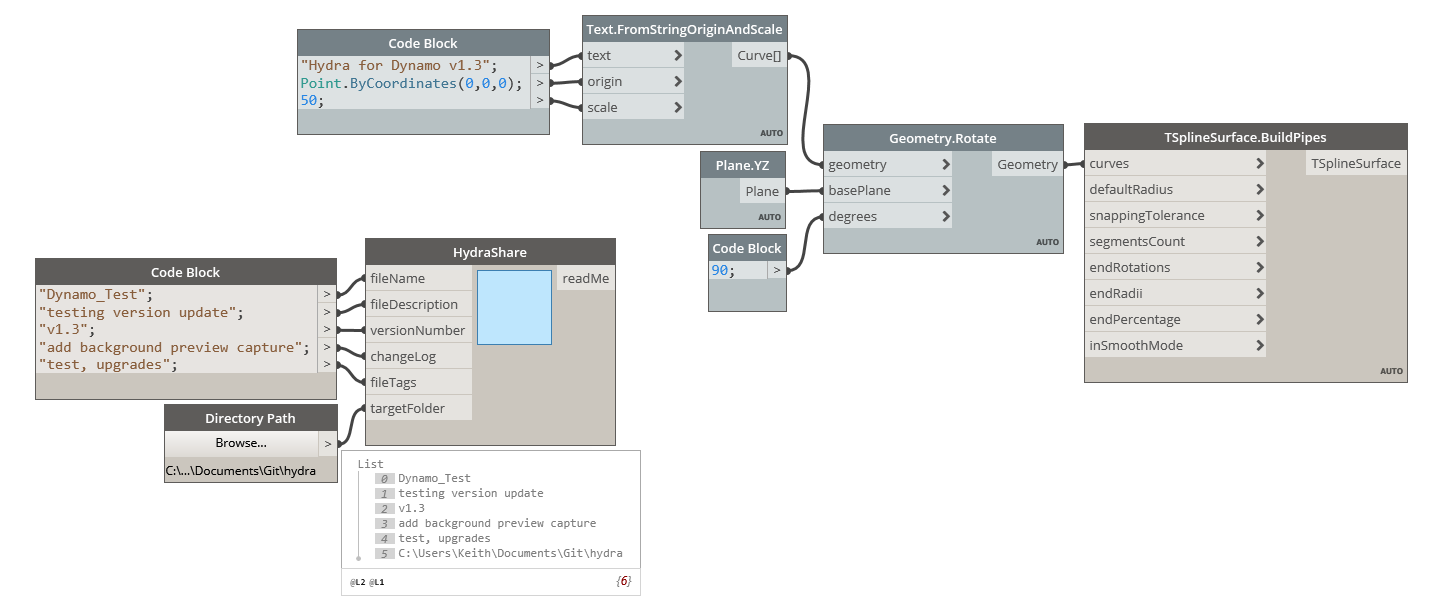 Code Block
"Hydra for Dynamo v1.3"; >
Point.ByCoordinates(0,0,0); >
50; >
Text.FromStringOriginAndScale
text > Curve[]
origin >
scale >
AUTO
Plane.YZ
Plane
AUTO
Code Block
90; >
Geometry.Rotate
geometry > Geometry
basePlane >
degrees >
AUTO
TSplineSurface.BuildPipes
curves > TSplineSurface
defaultRadius >
snappingTolerance >
segmentsCount >
endRotations >
endRadii >
endPercentage >
inSmoothMode >
AUTO
Code Block
"Dynamo_Test"; >
"testing version update"; >
"v1.3"; >
"add background preview capture"; >
"test, upgrades"; >
Directory Path
Browse... >
C:\...\Documents\Git\hydra
HydraShare
fileName readMe
fileDescription
versionNumber
changeLog
fileTags
targetFolder
List
0 Dynamo_Test
1 testing version update
2 v1.3
3 add background preview capture
4 test, upgrades
5 C:\Users\Keith\Documents\Git\hydra
@L2 @L1 {6}